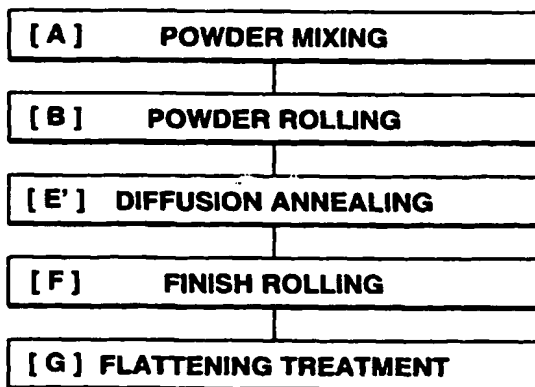 [ A ] POWDER MIXING
[ B ] POWDER ROLLING
[ E' ] DIFFUSION ANNEALING
[ F ] FINISH ROLLING
[ G ] FLATTENING TREATMENT